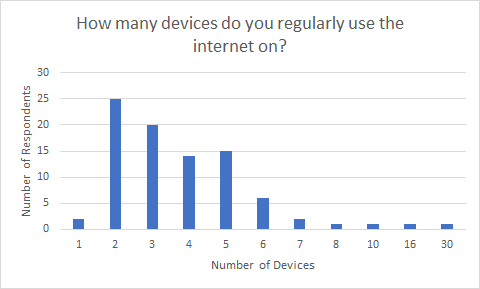 How many devices do you regularly use the
internet on?
30
25
20
15
10
5
0
Number of Respondents
1 2 3 4 5 6 7 8 10 16 30
Number of Devices